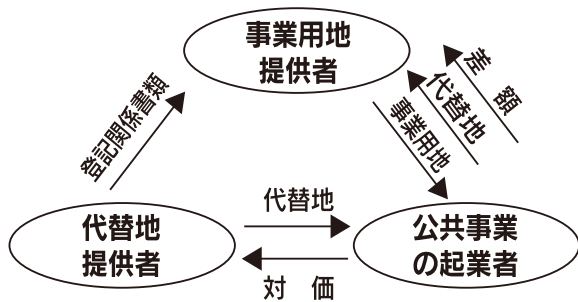 事業用地
提供者
登記関係書類
差　額
代替地
事業用地
代替地
代替地
提供者
公共事業
の起業者
対　価